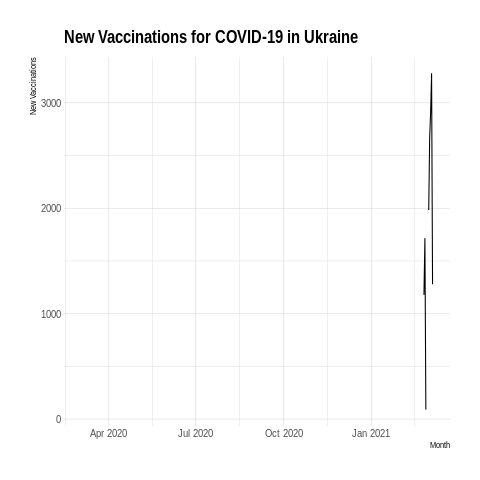 New Vaccinations for COVID-19 in Ukraine
New Vaccinations
3000
2000
1000
0
Apr 2020 Jul 2020 Oct 2020 Jan 2021
Month